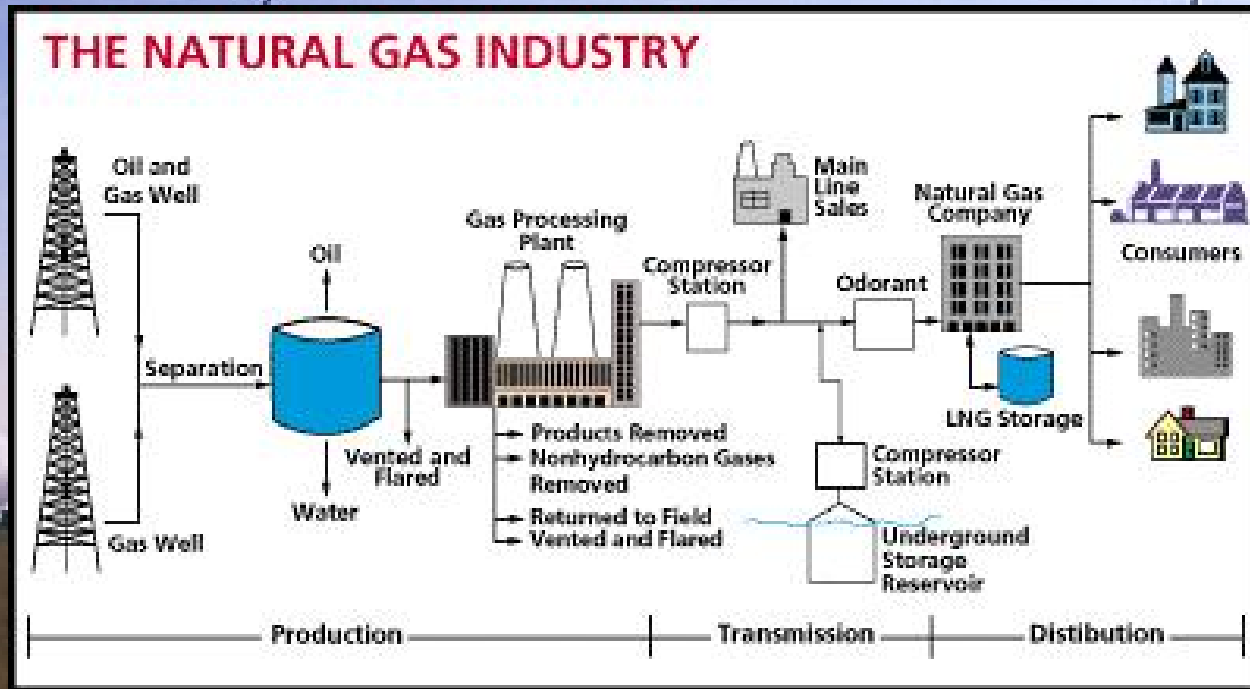 THE NATURAL GAS INDUSTRY
Oil and
Gas Well
Gas Well
Separation
Oil
Water
Vented and
Flared
Gas Processing
Plant
Products Removed
Nonhydrocarbon Gases
Removed
Returned to Field
Vented and Flared
Compressor
Station
Main
Line
Sales
Compressor
Station
Underground
Storage
Reservoir
Odorant
Natural Gas
Company
LNG Storage
Consumers
Production
Transmission
Distibution